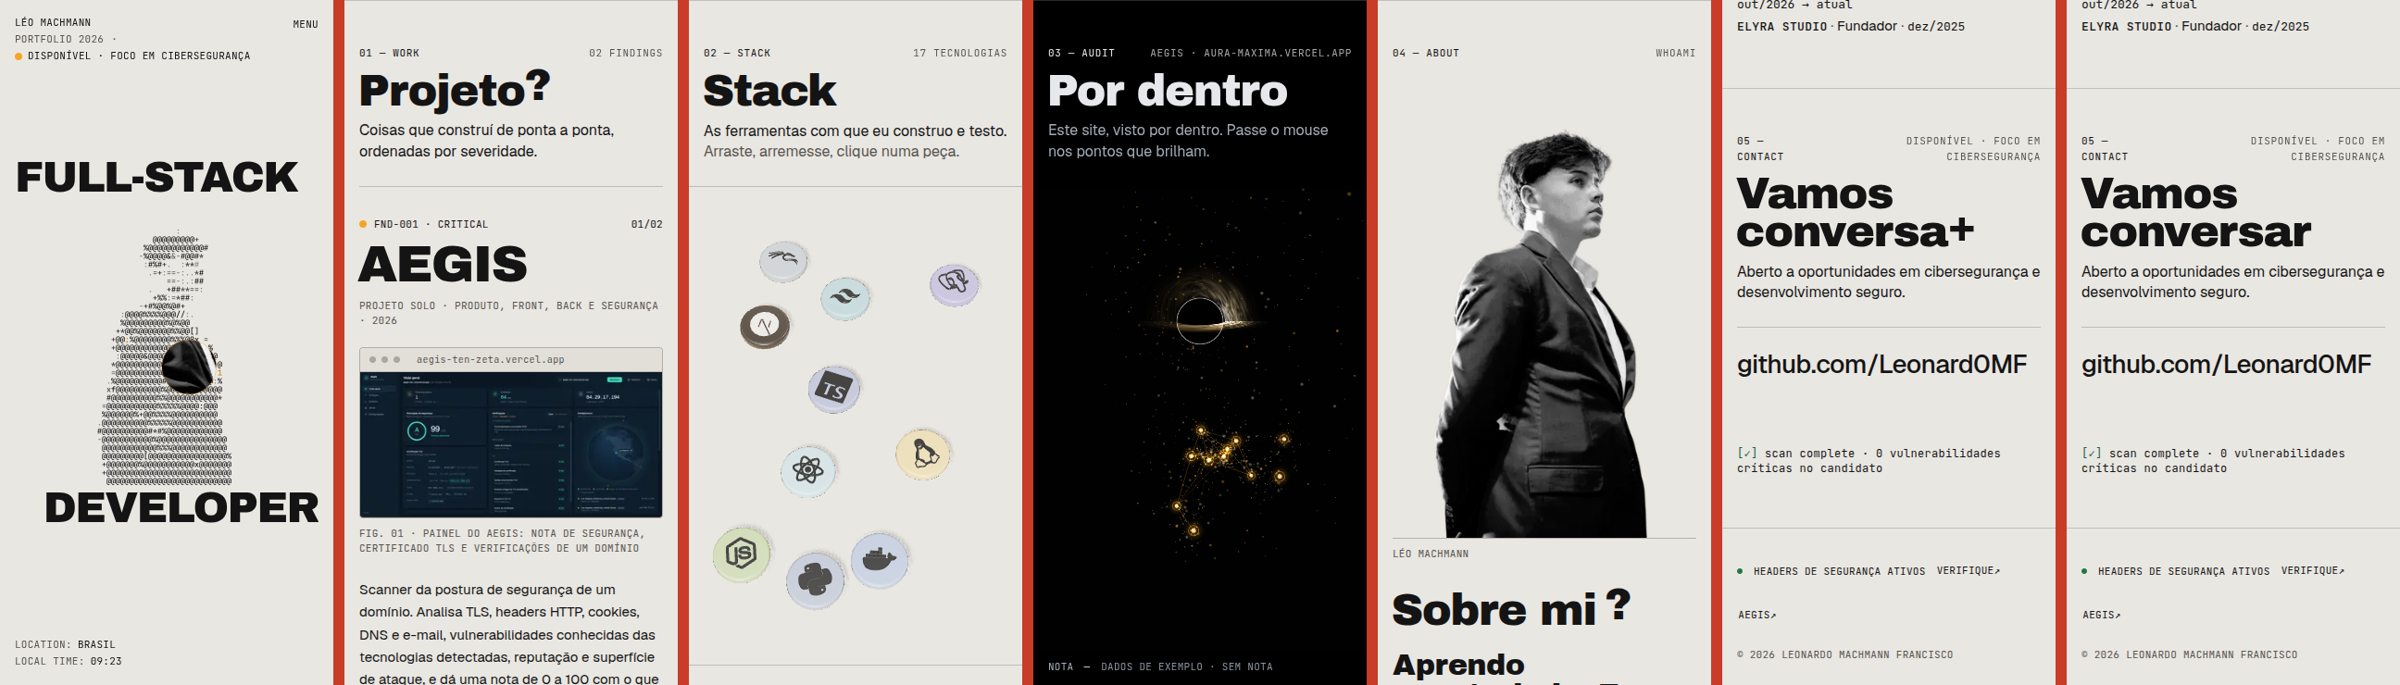 LÉO MACHMANN
PORTFOLIO 2026 ·
DISPONÍVEL · FOCO EM CIBERSEGURANÇA
MENU
FULL-STACK
DEVELOPER
LOCATION: BRASIL
LOCAL TIME: 09:23
01 — WORK
02 FINDINGS
Projeto?
Coisas que construí de ponta a ponta,
ordenadas por severidade.
FND-001 · CRITICAL
01/02
AEGIS
PROJETO SOLO · PRODUTO, FRONT, BACK E SEGURANÇA
· 2026
aegis-ten-zeta.vercel.app
FIG. 01 · PAINEL DO AEGIS: NOTA DE SEGURANÇA,
CERTIFICADO TLS E VERIFICAÇÕES DE UM DOMÍNIO
Scanner da postura de segurança de um
domínio. Analisa TLS, headers HTTP, cookies,
DNS e e-mail, vulnerabilidades conhecidas das
tecnologias detectadas, reputação e superfície
de ataque, e dá uma nota de 0 a 100 com o que
02 — STACK
17 TECNOLOGIAS
Stack
As ferramentas com que eu construo e testo.
Arraste, arremesse, clique numa peça.
TS
JS
03 — AUDIT
AEGIS · AURA-MAXIMA.VERCEL.APP
Por dentro
Este site, visto por dentro. Passe o mouse
nos pontos que brilham.
NOTA — DADOS DE EXEMPLO · SEM NOTA
04 — ABOUT
WHOAMI
LÉO MACHMANN
Sobre mi?
Aprendo
out/2026 → atual
ELYRA STUDIO · Fundador · dez/2025
05 —
CONTACT
DISPONÍVEL · FOCO EM
CIBERSEGURANÇA
Vamos
conversa+
Aberto a oportunidades em cibersegurança e
desenvolvimento seguro.
github.com/Leonard0MF
[✓] scan complete · 0 vulnerabilidades
críticas no candidato
HEADERS DE SEGURANÇA ATIVOS VERIFIQUE↗
AEGIS↗
© 2026 LEONARDO MACHMANN FRANCISCO
out/2026 → atual
ELYRA STUDIO · Fundador · dez/2025
05 —
CONTACT
DISPONÍVEL · FOCO EM
CIBERSEGURANÇA
Vamos
conversar
Aberto a oportunidades em cibersegurança e
desenvolvimento seguro.
github.com/Leonard0MF
[✓] scan complete · 0 vulnerabilidades
críticas no candidato
HEADERS DE SEGURANÇA ATIVOS VERIFIQUE↗
AEGIS↗
© 2026 LEONARDO MACHMANN FRANCISCO